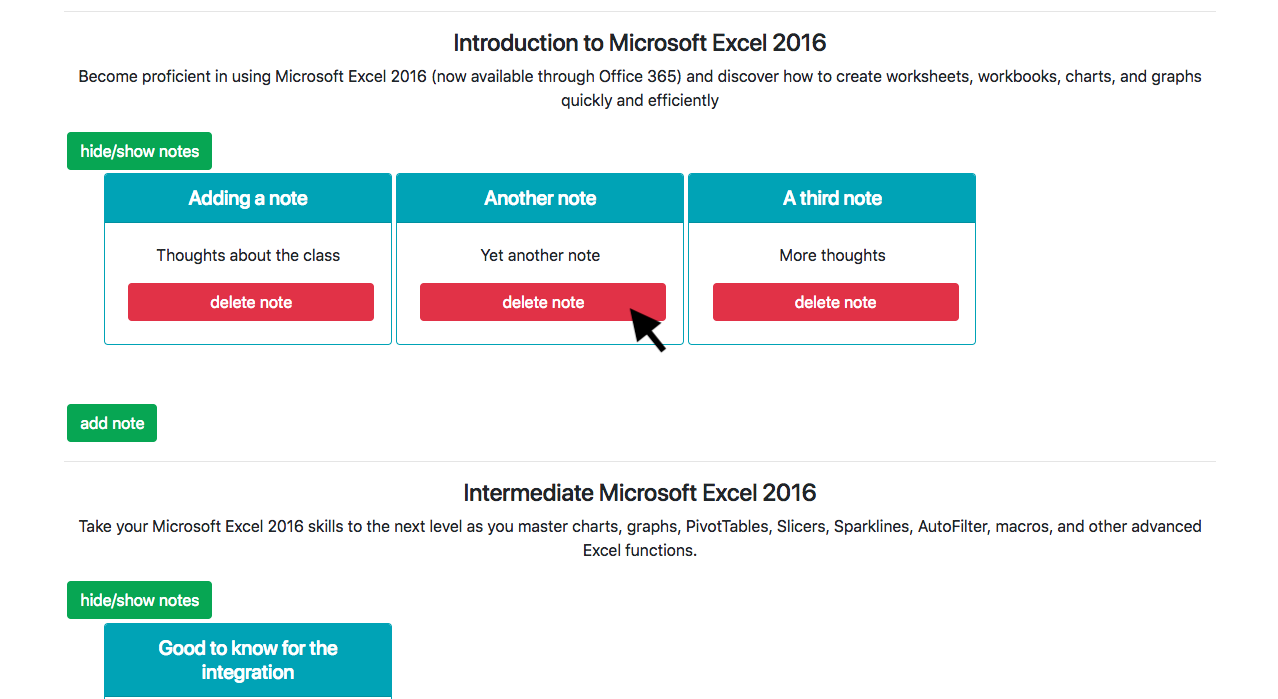 Introduction to Microsoft Excel 2016
Become proficient in using Microsoft Excel 2016 (now available through Office 365) and discover how to create worksheets, workbooks, charts, and graphs
quickly and efficiently
hide/show notes
Adding a note
Thoughts about the class
delete note
Another note
Yet another note
delete note
A third note
More thoughts
delete note
add note
Intermediate Microsoft Excel 2016
Take your Microsoft Excel 2016 skills to the next level as you master charts, graphs, PivotTables, Slicers, Sparklines, AutoFilter, macros, and other advanced
Excel functions.
hide/show notes
Good to know for the
integration